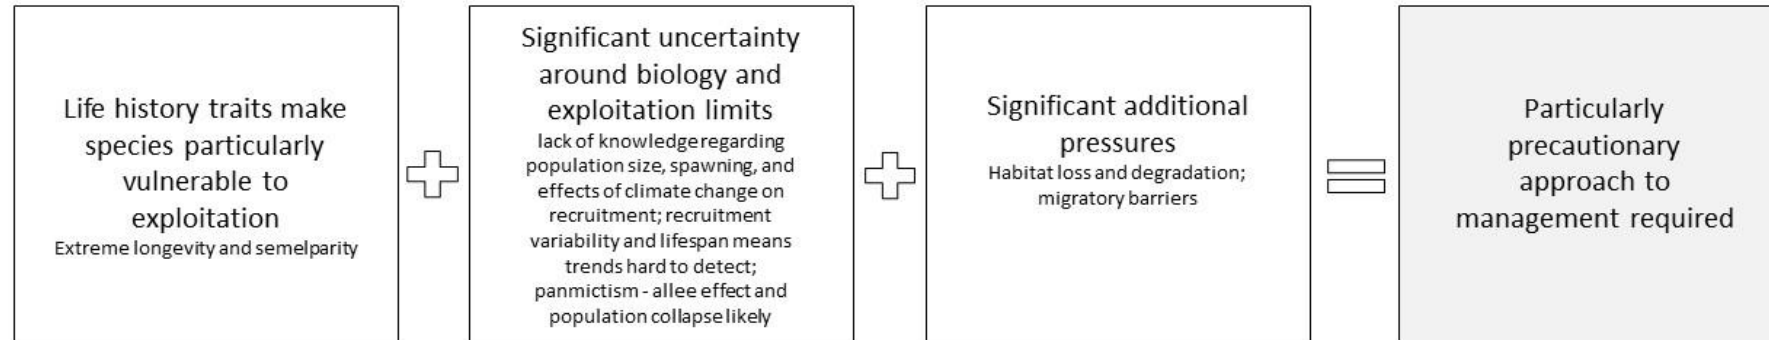 Life history traits make
species particularly
vulnerable to
exploitation
Extreme longevity and semelparity
Significant uncertainty
around biology and
exploitation limits
lack of knowledge regarding
population size, spawning, and
effects of climate change on
recruitment; recruitment
variability and lifespan means
trends hard to detect;
panmictism - allee effect and
population collapse likely
Significant additional
pressures
Habitat loss and degradation;
migratory barriers
Particularly
precautionary
approach to
management required